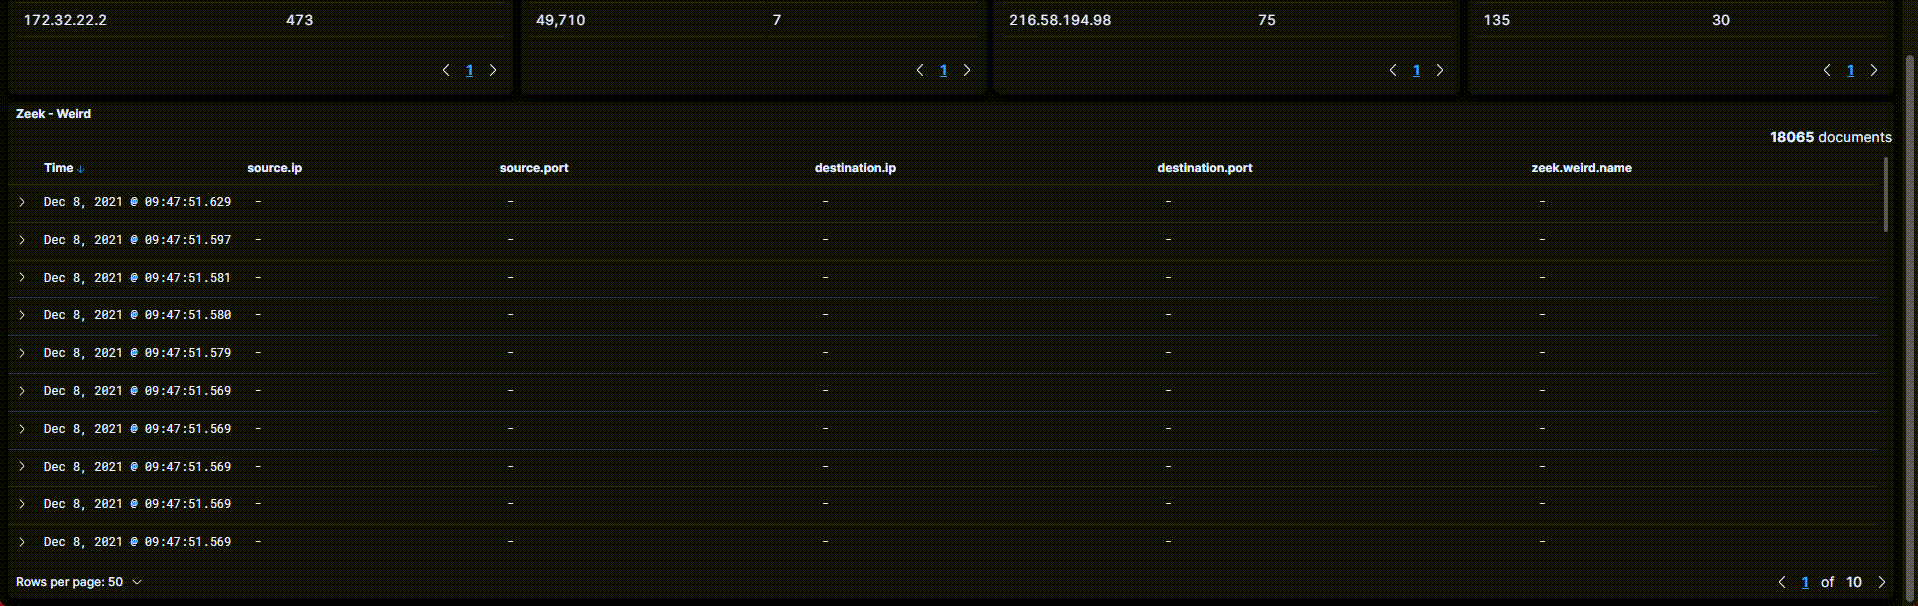 172.32.22.2 473 49,710 7 216.58.194.98 75 135 30
1 1 1 1
Zeek - Weird
18065 documents
Time source.ip source.port destination.ip destination.port zeek.weird.name
Dec 8, 2021 @ 09:47:51.629 - - - - -
Dec 8, 2021 @ 09:47:51.597 - - - - -
Dec 8, 2021 @ 09:47:51.581 - - - - -
Dec 8, 2021 @ 09:47:51.580 - - - - -
Dec 8, 2021 @ 09:47:51.579 - - - - -
Dec 8, 2021 @ 09:47:51.569 - - - - -
Dec 8, 2021 @ 09:47:51.569 - - - - -
Dec 8, 2021 @ 09:47:51.569 - - - - -
Dec 8, 2021 @ 09:47:51.569 - - - - -
Dec 8, 2021 @ 09:47:51.569 - - - - -
Rows per page: 50 1 of 10